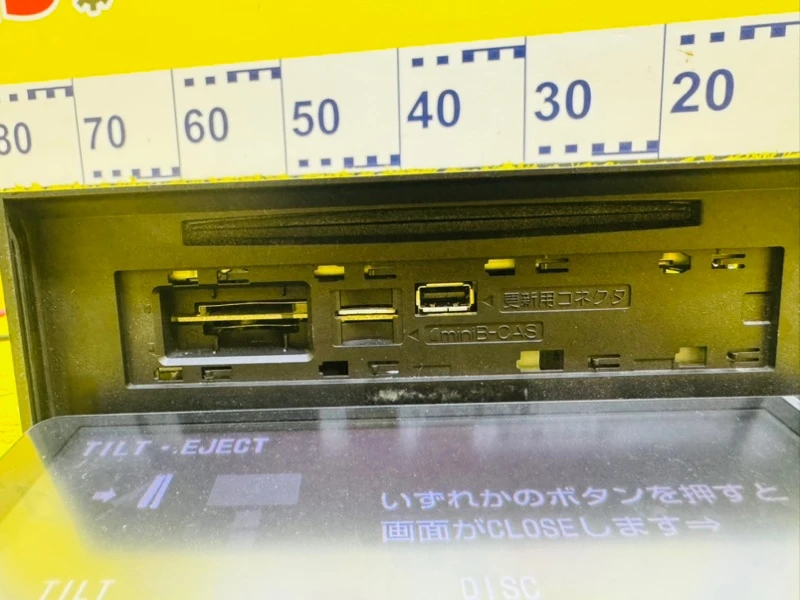 80 70 60 50 40 30 20
更新用コネクタ
miniB-CAS
TILT・EJECT
いずれかのボタンを押すと
画面がCLOSEします⇒
TILT DISC